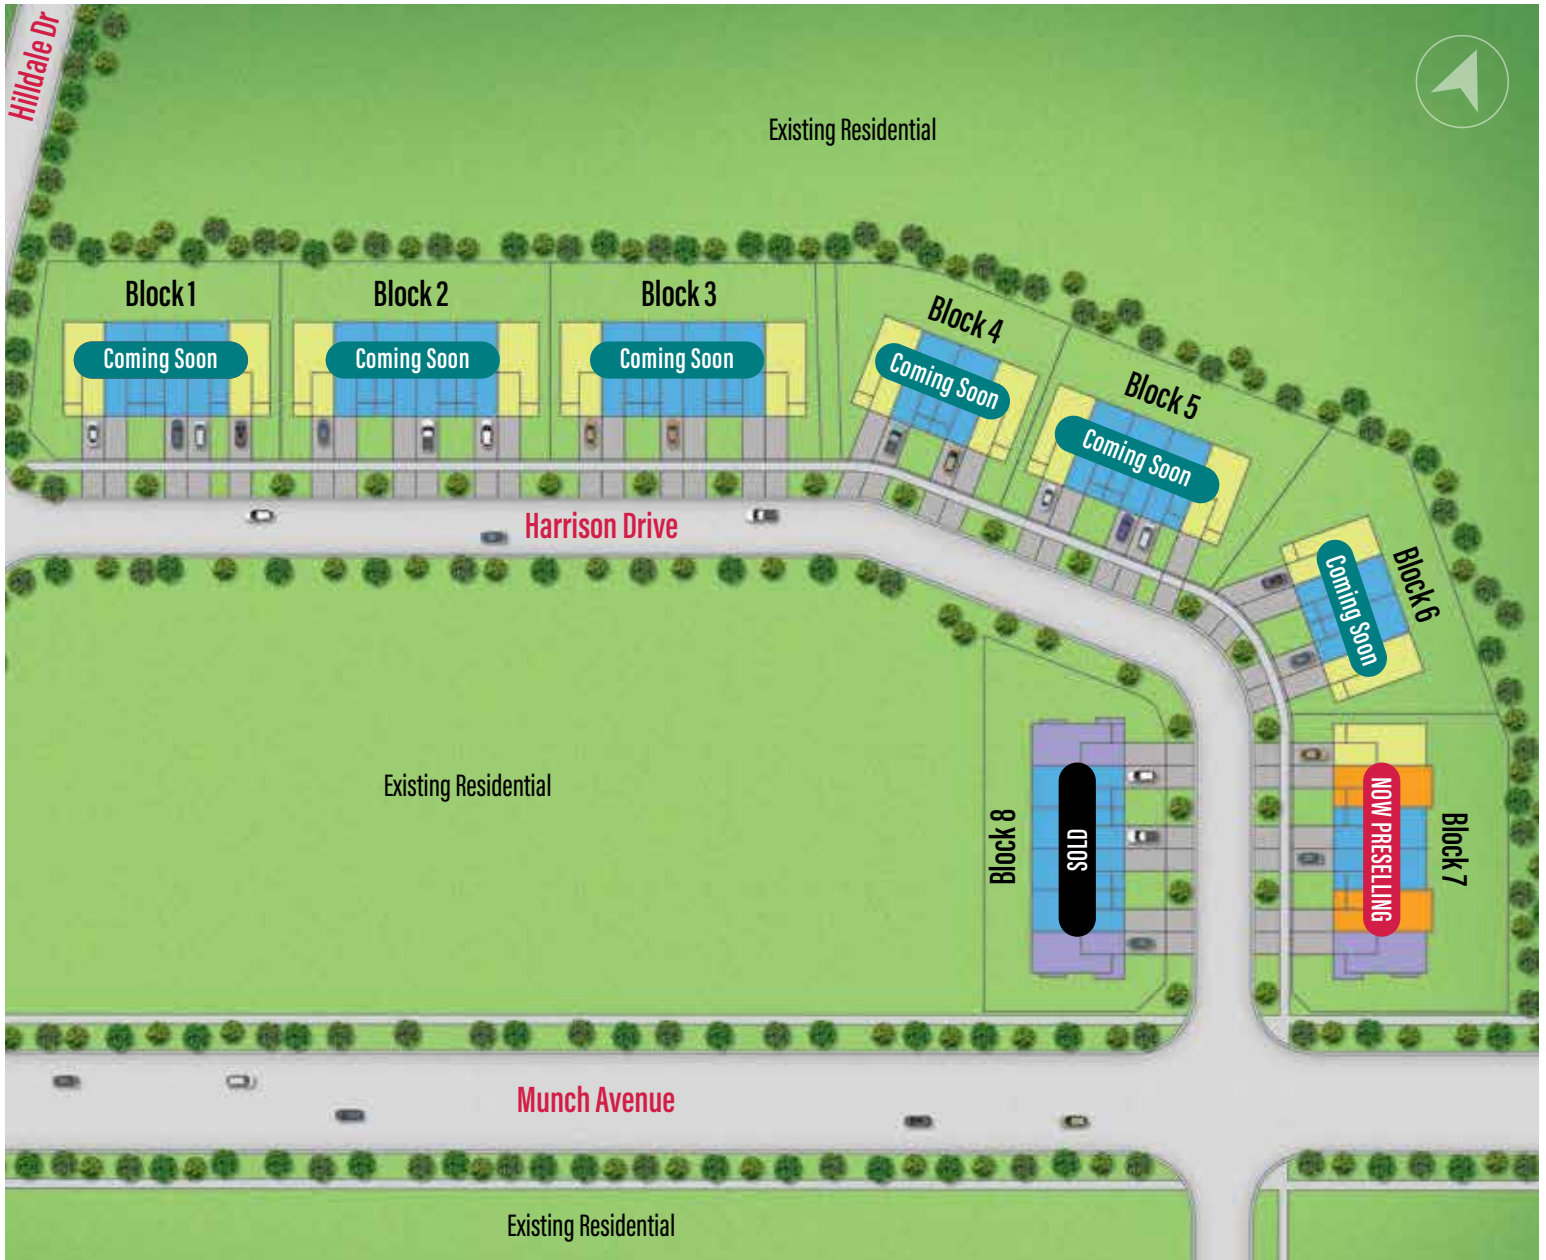 Hilldale Dr
Existing Residential
Block 1
Block 2
Block 3
Block 4
Block 5
Block 6
Coming Soon
Coming Soon
Coming Soon
Coming Soon
Coming Soon
Coming Soon
Harrison Drive
Existing Residential
Block 8
SOLD
NOW PRESELLING
Block 7
Munch Avenue
Existing Residential